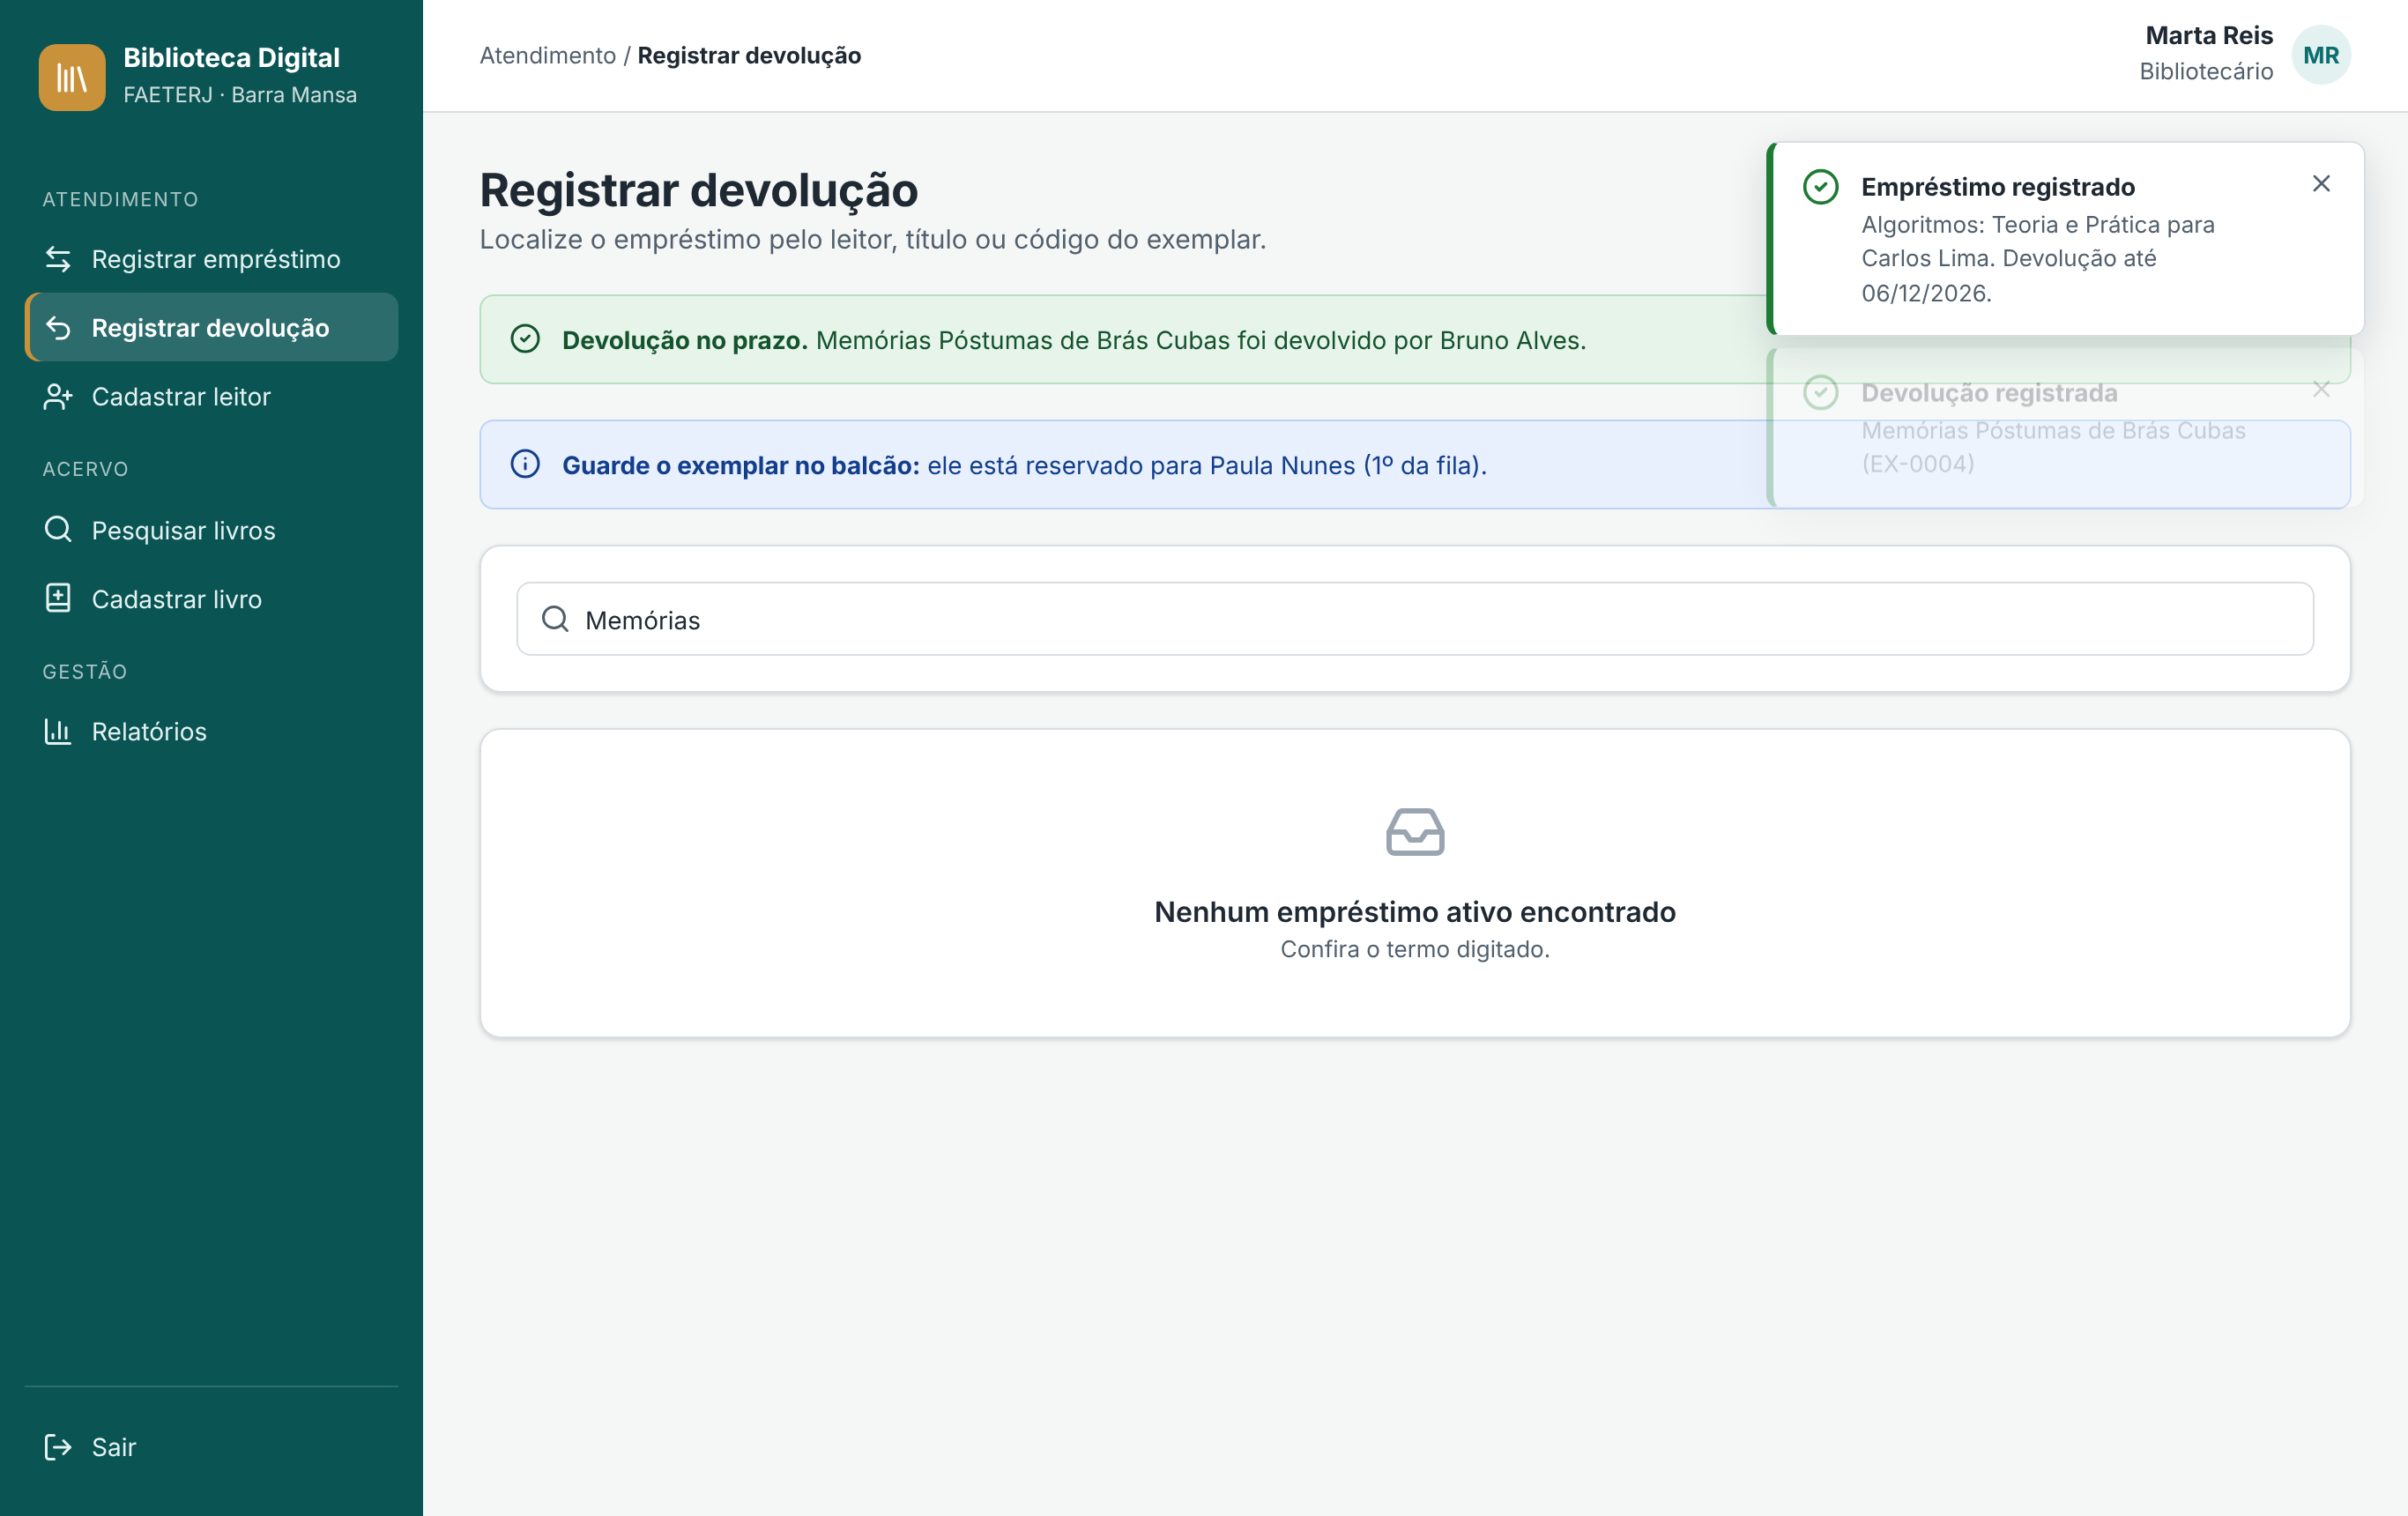 Biblioteca Digital
FAETERJ · Barra Mansa
ATENDIMENTO
Registrar empréstimo
Registrar devolução
Cadastrar leitor
ACERVO
Pesquisar livros
Cadastrar livro
GESTÃO
Relatórios
Sair
Atendimento / Registrar devolução
Marta Reis
Bibliotecário
MR
Registrar devolução
Localize o empréstimo pelo leitor, título ou código do exemplar.
Empréstimo registrado
Algoritmos: Teoria e Prática para
Carlos Lima. Devolução até
06/12/2026.
Devolução no prazo. Memórias Póstumas de Brás Cubas foi devolvido por Bruno Alves.
Devolução registrada
Memórias Póstumas de Brás Cubas
(EX-0004)
Guarde o exemplar no balcão: ele está reservado para Paula Nunes (1º da fila).
Memórias
Nenhum empréstimo ativo encontrado
Confira o termo digitado.